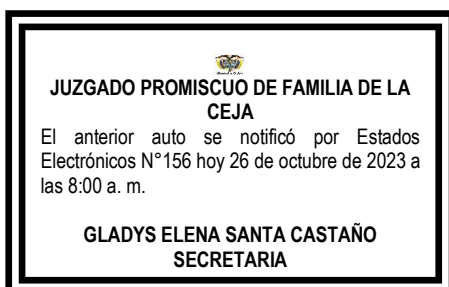 JUZGADO PROMISCUO DE FAMILIA DE LA
CEJA
El anterior auto se notificó por Estados
Electrónicos N°156 hoy 26 de octubre de 2023 a
las 8:00 a. m.
GLADYS ELENA SANTA CASTAÑO
SECRETARIA